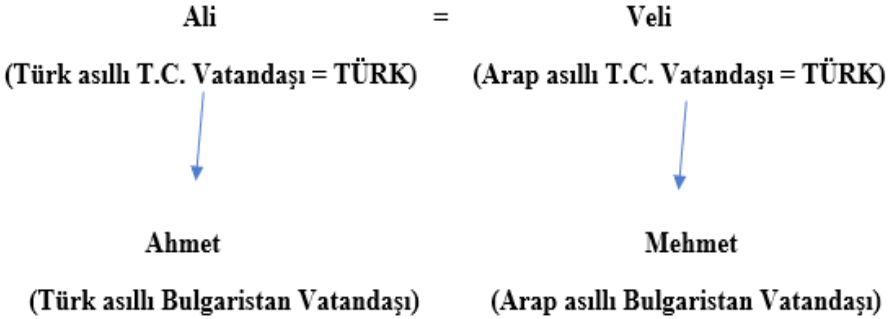 Ali = Veli
(Türk asıllı T.C. Vatandaşı = TÜRK) (Arap asıllı T.C. Vatandaşı = TÜRK)
Ahmet Mehmet
(Türk asıllı Bulgaristan Vatandaşı) (Arap asıllı Bulgaristan Vatandaşı)